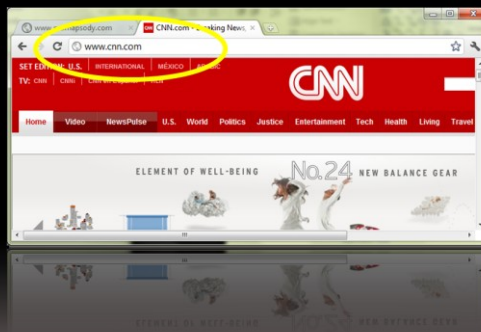 CNN.com - Breaking News,
www.cnn.com
SET EDITION: U.S. INTERNATIONAL MÉXICO
TV: CNN CNNi
CNN
Home Video NewsPulse U.S. World Politics Justice Entertainment Tech Health Living Travel
ELEMENT OF WELL-BEING No.24 NEW BALANCE GEAR